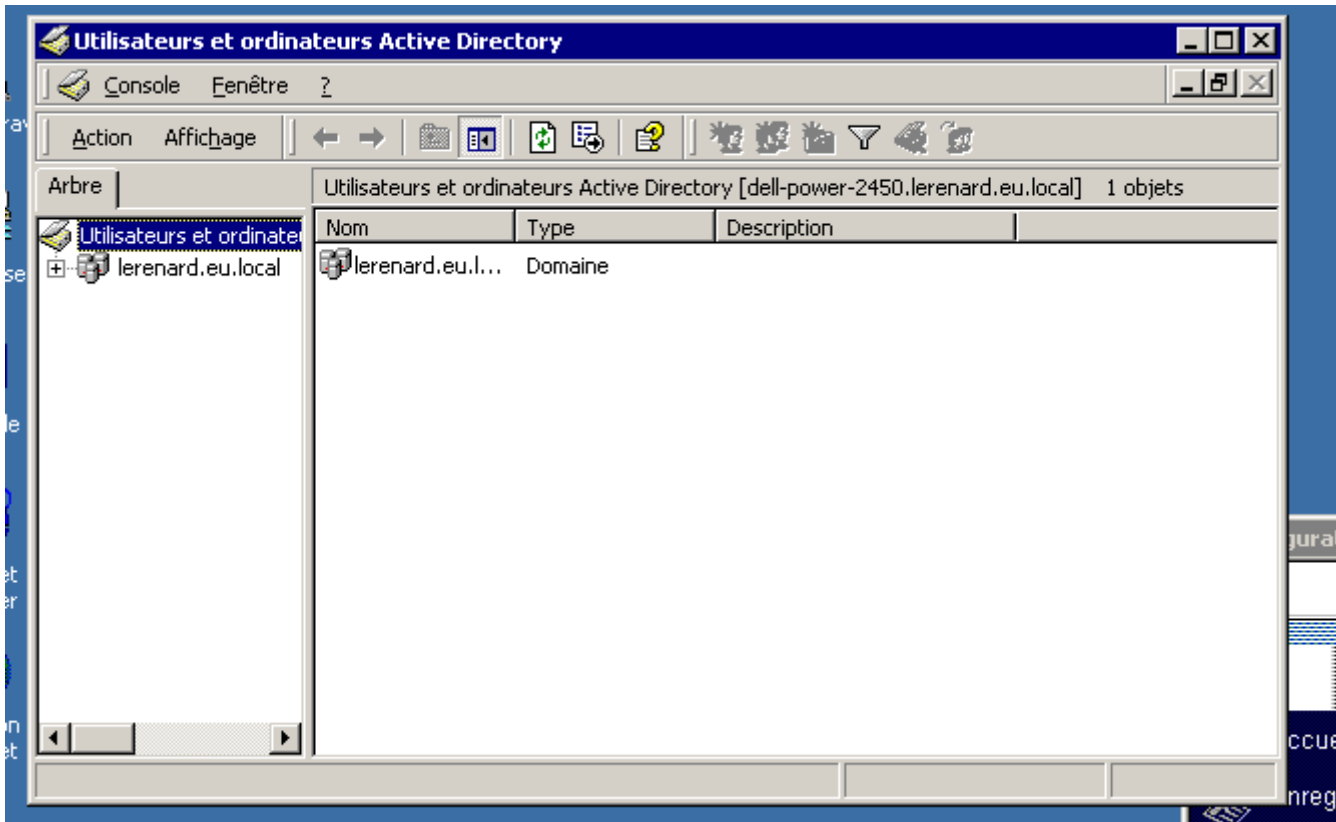 Utilisateurs et ordinateurs Active Directory
Console Fenêtre ?
Action Affichage
Arbre
Utilisateurs et ordinateurs Active Directory [dell-power-2450.lerenard.eu.local] 1 objets
Utilisateurs et ordinate
lerenard.eu.local
Nom Type Description
lerenard.eu.l... Domaine